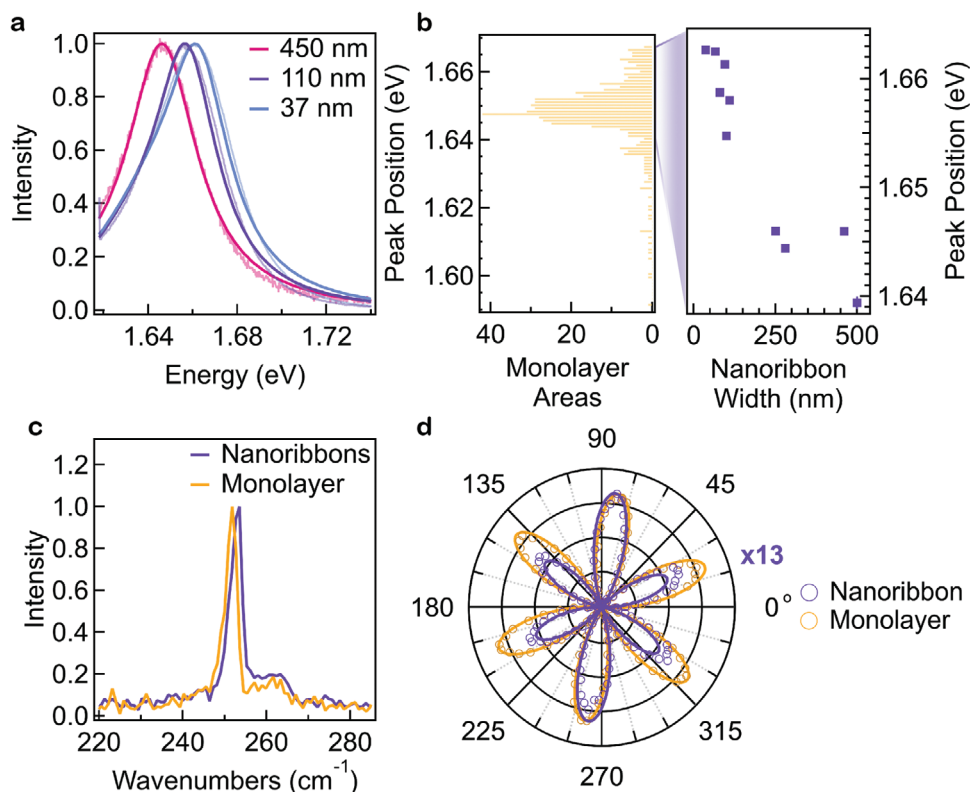 a
1.0
0.8
0.6
0.4
0.2
0.0
Intensity
450 nm
110 nm
37 nm
1.64
1.68
1.72
Energy (eV)
b
1.66
1.64
1.62
1.60
Peak Position (eV)
40
20
0
Monolayer
Areas
0
250
500
Nanoribbon
Width (nm)
1.66
1.65
1.64
Peak Position (eV)
c
1.2
1.0
0.8
0.6
0.4
0.2
0.0
Intensity
Nanoribbons
Monolayer
220
240
260
280
Wavenumbers (cm⁻¹)
d
90
135
45
x13
180
0°
Nanoribbon
Monolayer
225
315
270